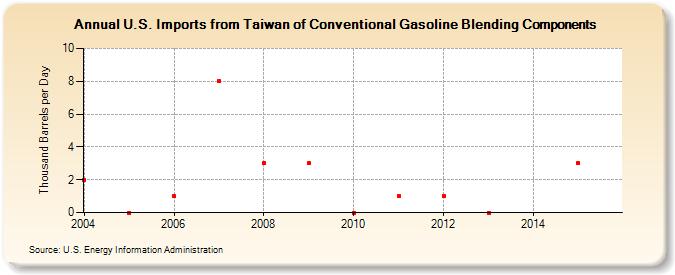 Annual U.S. Imports from Taiwan of Conventional Gasoline Blending Components
Thousand Barrels per Day
10
8
6
4
2
0
2004 2006 2008 2010 2012 2014
Source: U.S. Energy Information Administration